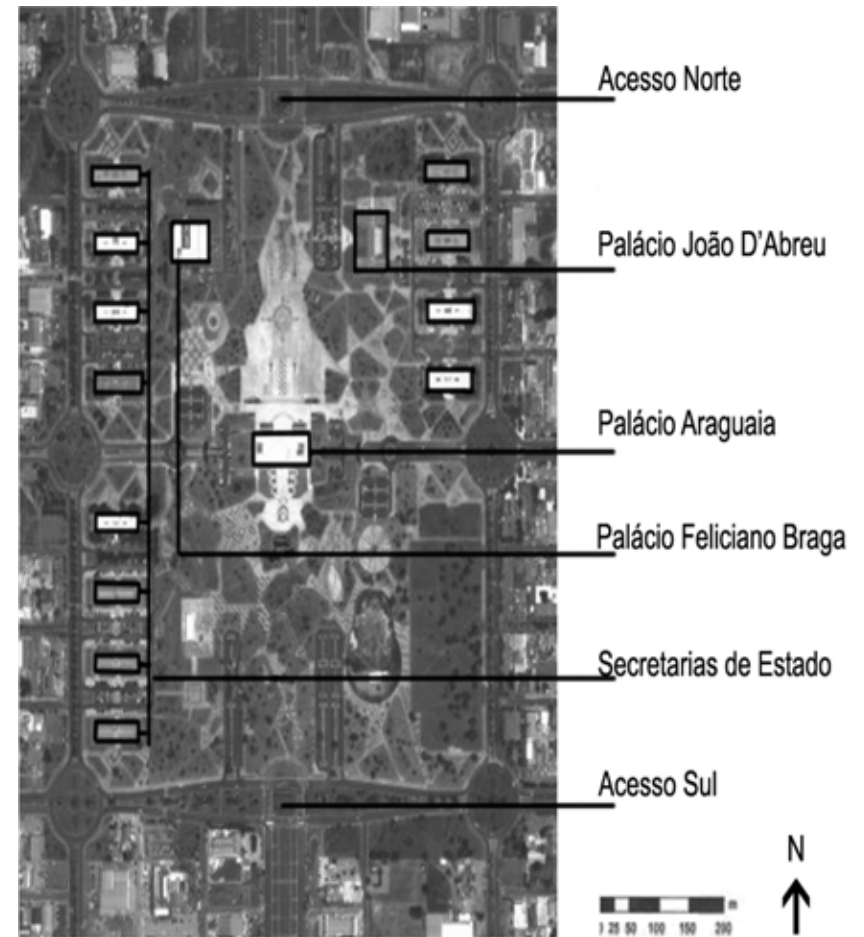 Acesso Norte
Palácio João D'Abreu
Palácio Araguaia
Palácio Feliciano Braga
Secretarias de Estado
Acesso Sul
N
m
0 25 50 100 150 200